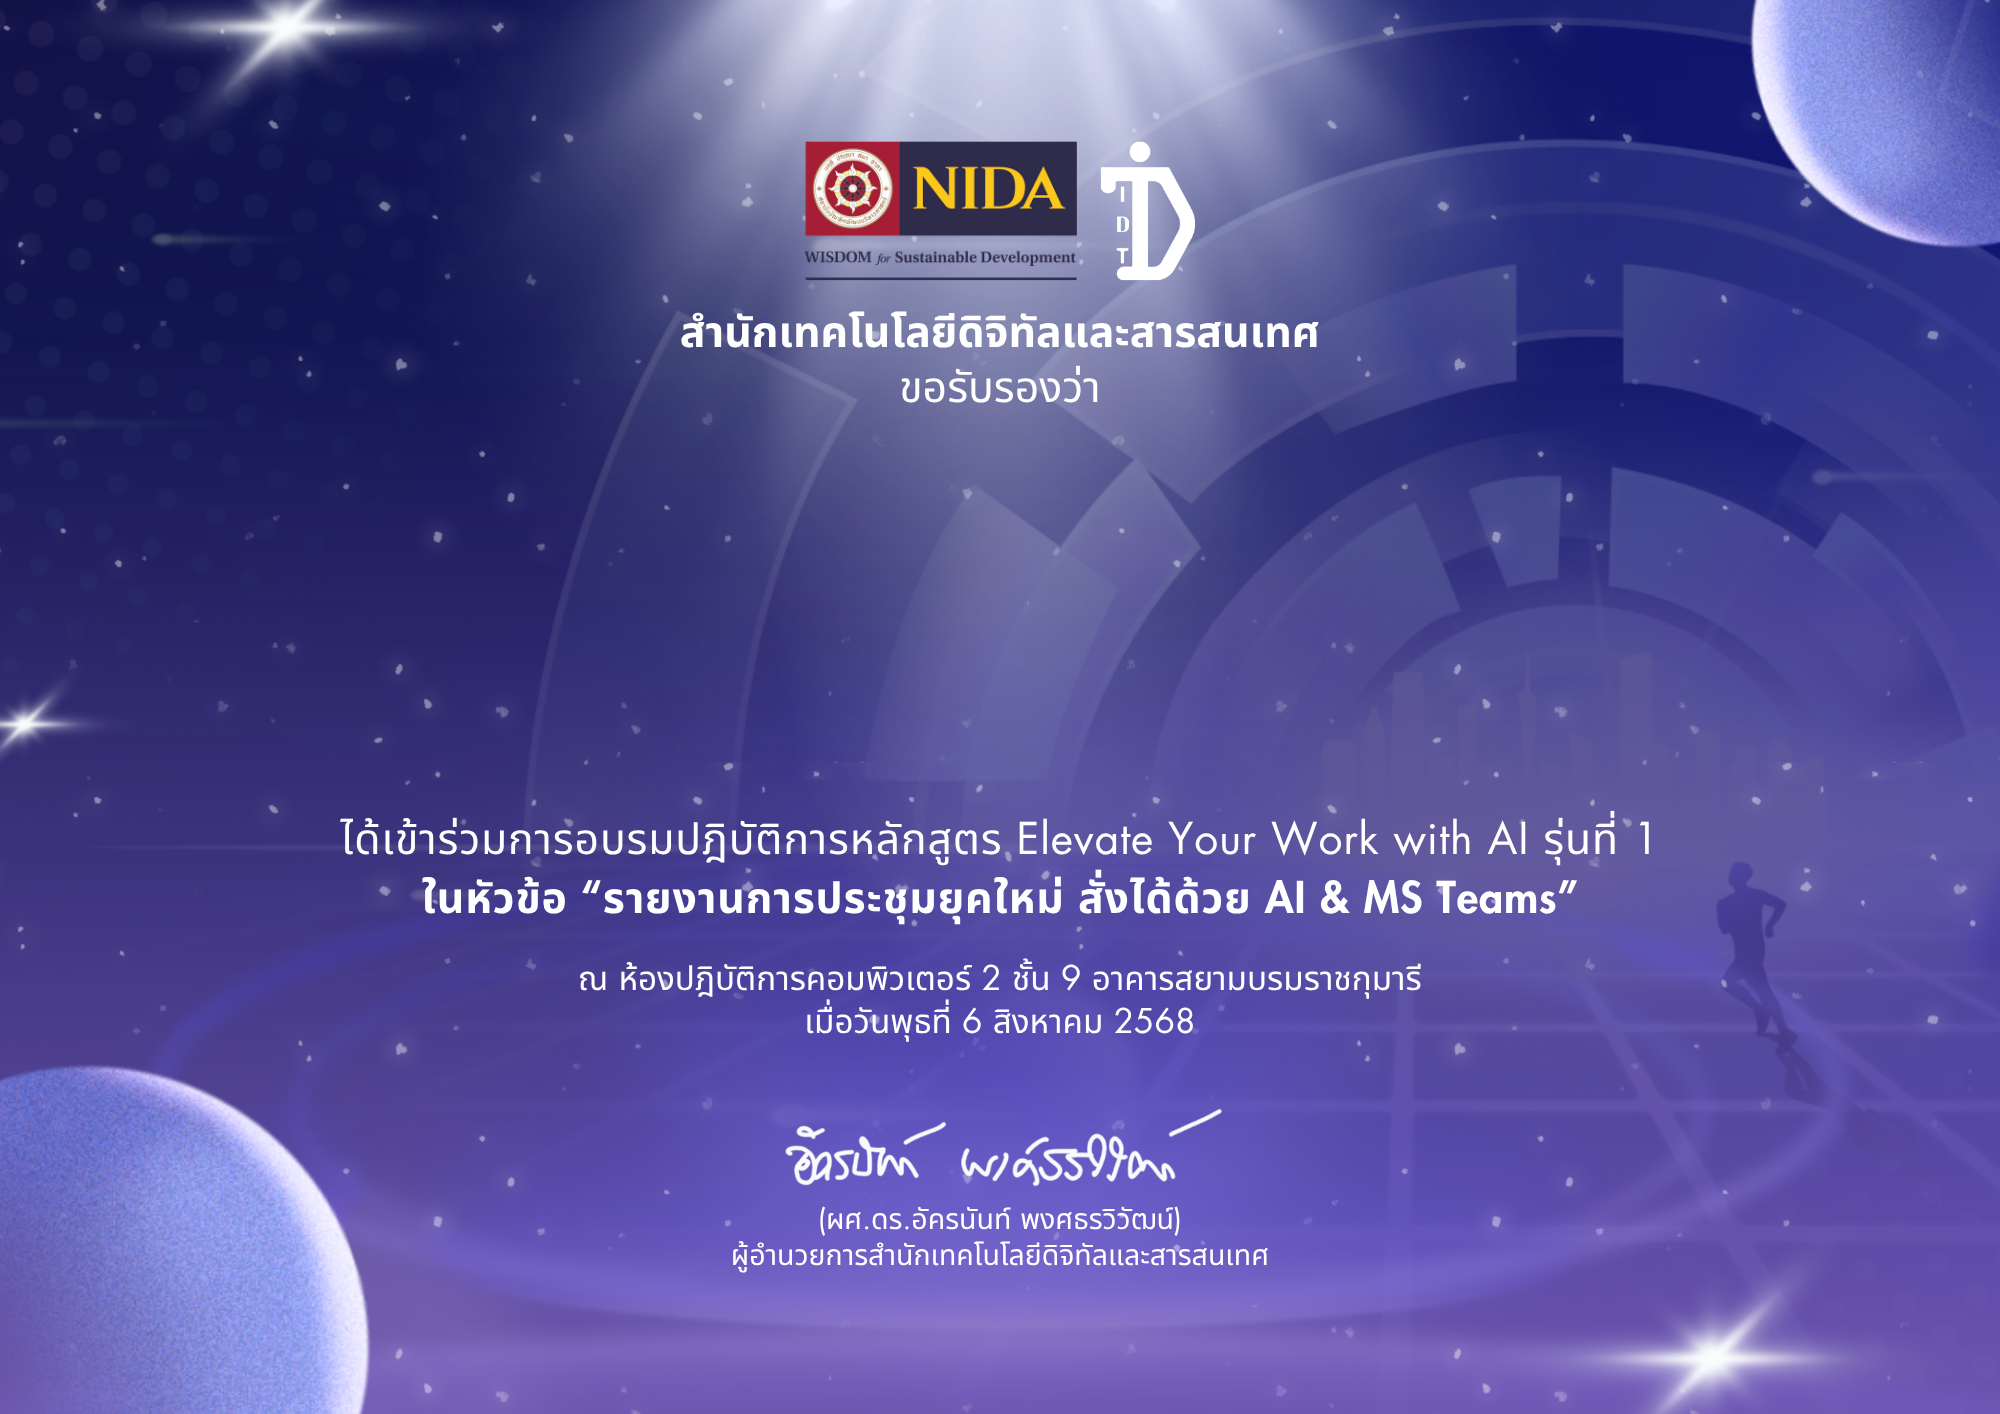 NIDA
WISDOM for Sustainable Development
IDT
สำนักเทคโนโลยีดิจิทัลและสารสนเทศ
ขอรับรองว่า
ได้เข้าร่วมการอบรมปฎิบัติการหลักสูตร Elevate Your Work with AI รุ่นที่ 1
ในหัวข้อ “รายงานการประชุมยุคใหม่ สั่งได้ด้วย AI & MS Teams”
ณ ห้องปฎิบัติการคอมพิวเตอร์ 2 ชั้น 9 อาคารสยามบรมราชกุมารี
เมื่อวันพุธที่ 6 สิงหาคม 2568
(ผศ.ดร.อัครนันท์ พงศธรวิวัฒน์)
ผู้อำนวยการสำนักเทคโนโลยีดิจิทัลและสารสนเทศ